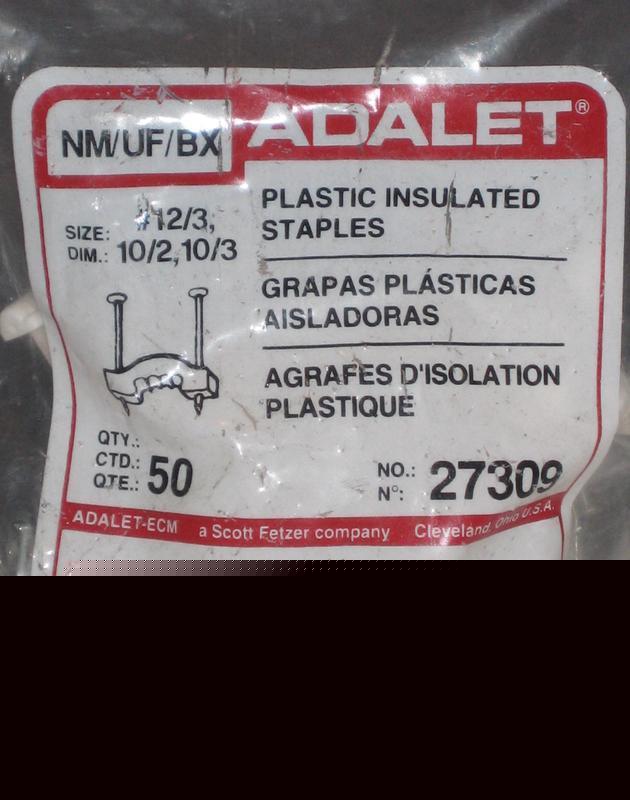 NM/UF/BX
ADALET®
SIZE: #12/3,
DIM.: 10/2,10/3
PLASTIC INSULATED
STAPLES
GRAPAS PLÁSTICAS
AISLADORAS
AGRAFES D'ISOLATION
PLASTIQUE
QTY.:
CTD.: 50
QTE.:
NO.: 27309
N°:
ADALET-ECM a Scott Fetzer company Cleveland, Ohio U.S.A.